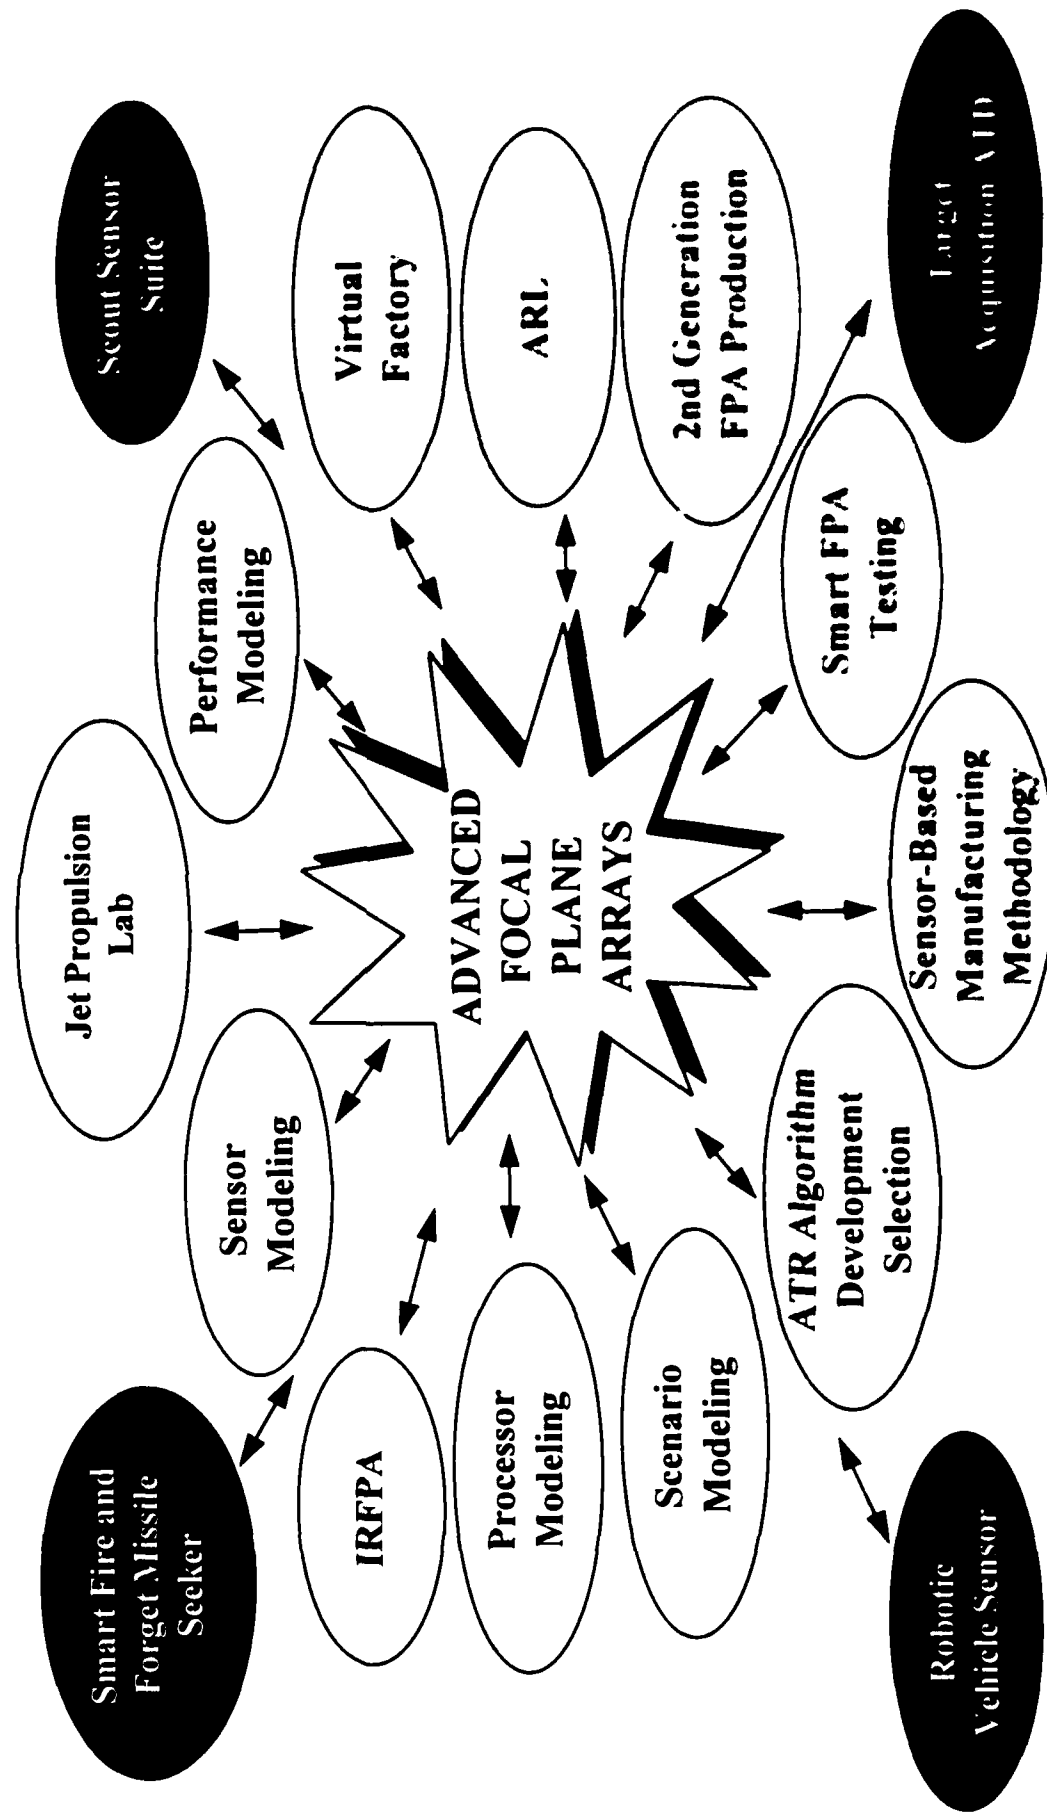 Smart Fire and
Forget Missile
Seeker
Jet Propulsion
Lab
Scout Sensor
Suite
Sensor
Modeling
Performance
Modeling
IRFPA
Virtual
Factory
ADVANCED
FOCAL
PLANE
ARRAYS
Processor
Modeling
ARL
Scenario
Modeling
2nd Generation
FPA Production
ATR Algorithm
Development
Selection
Smart FPA
Testing
Robotic
Vehicle Sensor
Sensor-Based
Manufacturing
Methodology
Target
Acquisition ATD